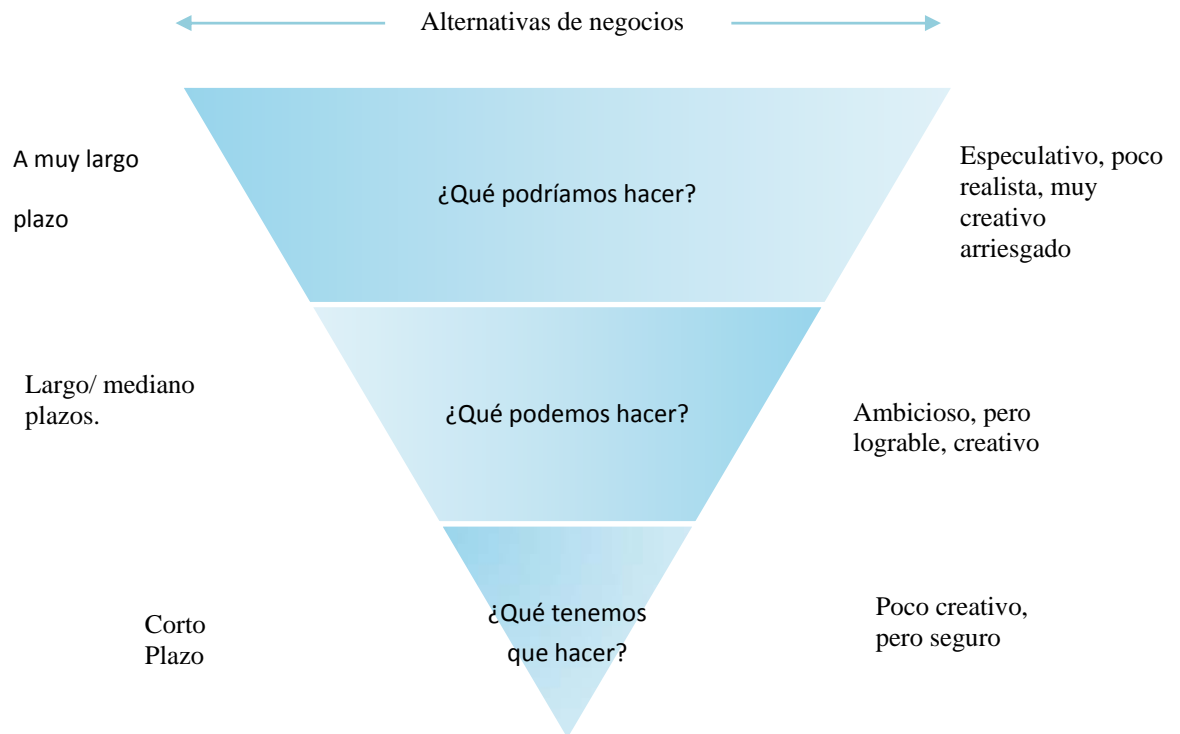 Alternativas de negocios
A muy largo
plazo
¿Qué podríamos hacer?
Especulativo, poco
realista, muy
creativo
arriesgado
Largo/ mediano
plazos.
¿Qué podemos hacer?
Ambicioso, pero
lograble, creativo
Corto
Plazo
¿Qué tenemos
que hacer?
Poco creativo,
pero seguro